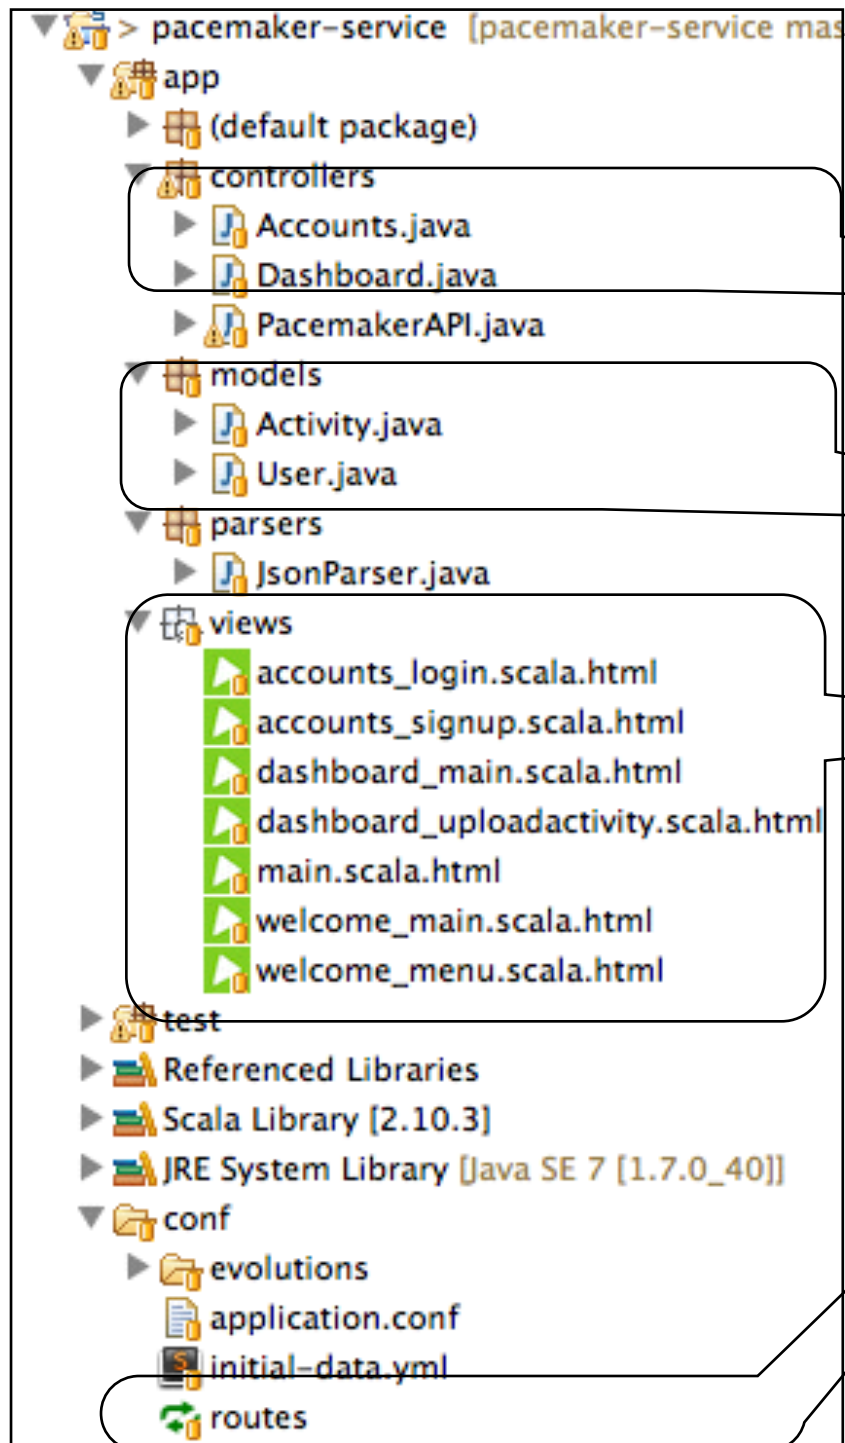 > pacemaker-service [pacemaker-service mas
app
(default package)
controllers
Accounts.java
Dashboard.java
PacemakerAPI.java
models
Activity.java
User.java
parsers
JsonParser.java
views
accounts_login.scala.html
accounts_signup.scala.html
dashboard_main.scala.html
dashboard_uploadactivity.scala.html
main.scala.html
welcome_main.scala.html
welcome_menu.scala.html
test
Referenced Libraries
Scala Library [2.10.3]
JRE System Library [Java SE 7 [1.7.0_40]]
conf
evolutions
application.conf
initial-data.yml
routes